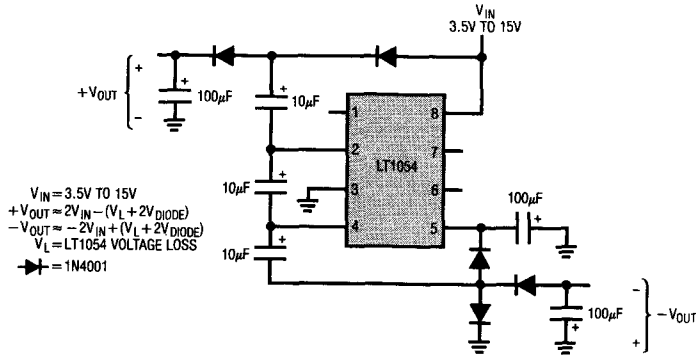 V_IN
3.5V TO 15V
+
+V_OUT
-
+
100μF
+
10μF
1
8
2
7
LT1054
3
6
4
5
+
10μF
+
10μF
100μF
+
V_IN = 3.5V TO 15V
+V_OUT ≈ 2V_IN − (V_L + 2V_DIODE)
−V_OUT ≈ −2V_IN + (V_L + 2V_DIODE)
V_L = LT1054 VOLTAGE LOSS
= 1N4001
100μF
+
-
−V_OUT
+